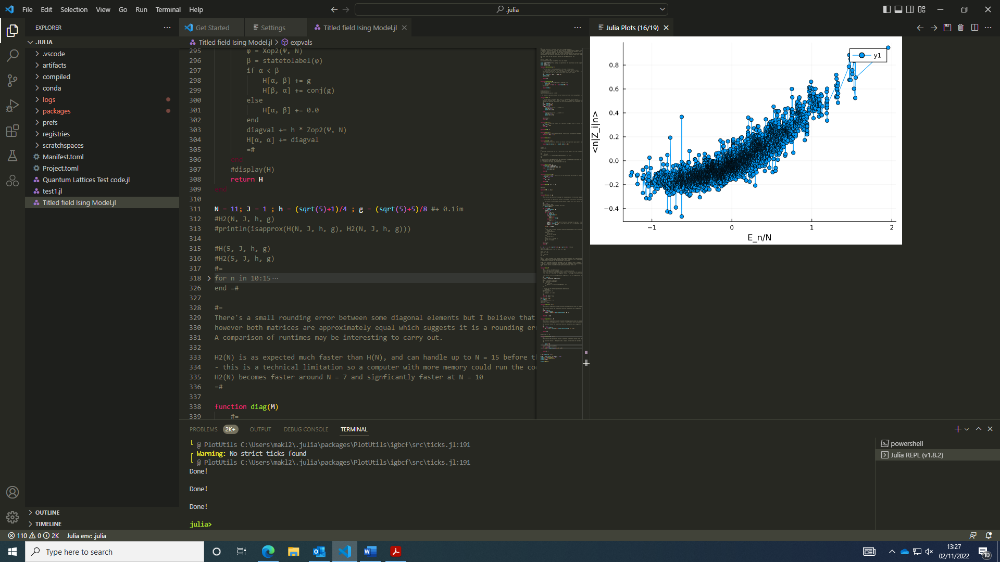 File Edit Selection View Go Run Terminal Help
.julia
EXPLORER
JULIA
.vscode
artifacts
compiled
conda
logs
packages
prefs
registries
scratchspaces
Manifest.toml
Project.toml
Quantum Lattices Test code.jl
test1.jl
Titled field Ising Model.jl
OUTLINE
TIMELINE
Get Started
Settings
Titled field Ising Model.jl
Titled field Ising Model.jl > expvals
295 φ = Xop2(Ψ, N)
296 β = statetolabel(φ)
297 if α < β
298 H[α, β] += g
299 H[β, α] += conj(g)
300 else
301 H[α, β] += 0.0
302 end
303 diagval += h * Zop2(Ψ, N)
304 H[α, α] += diagval
305 =#
306 end
307 #display(H)
308 return H
309 end
310
311 N = 11; J = 1 ; h = (sqrt(5)+1)/4 ; g = (sqrt(5)+5)/8 #+ 0.1im
312 #H2(N, J, h, g)
313 #println(isapprox(H(N, J, h, g), H2(N, J, h, g)))
314
315 #H(5, J, h, g)
316 #H2(5, J, h, g)
317 #=
318 for n in 10:15 ···
326 end =#
327
328 #=
329 There's a small rounding error between some diagonal elements but I believe that
330 however both matrices are approximately equal which suggests it is a rounding er
331 A comparison of runtimes may be interesting to carry out.
332
333 H2(N) is as expected much faster than H(N), and can handle up to N = 15 before t
334 - this is a technical limitation so a computer with more memory could run the co
335 H2(N) becomes faster around N = 7 and signficantly faster at N = 10
336 =#
337
338 function diag(M)
339 #=
Julia Plots (16/19)
y1
0.8
0.6
0.4
0.2
0.0
−0.2
−0.4
<n|Z_i|n>
−1 0 1 2
E_n/N
PROBLEMS 2K+ OUTPUT DEBUG CONSOLE TERMINAL
└ @ PlotUtils C:\Users\makl2\.julia\packages\PlotUtils\igbcf\src\ticks.jl:191
┌ Warning: No strict ticks found
└ @ PlotUtils C:\Users\makl2\.julia\packages\PlotUtils\igbcf\src\ticks.jl:191
Done!
Done!
Done!
julia>
powershell
Julia REPL (v1.8.2)
110 0 2K Julia env: .julia
Type here to search
13:27
02/11/2022
10